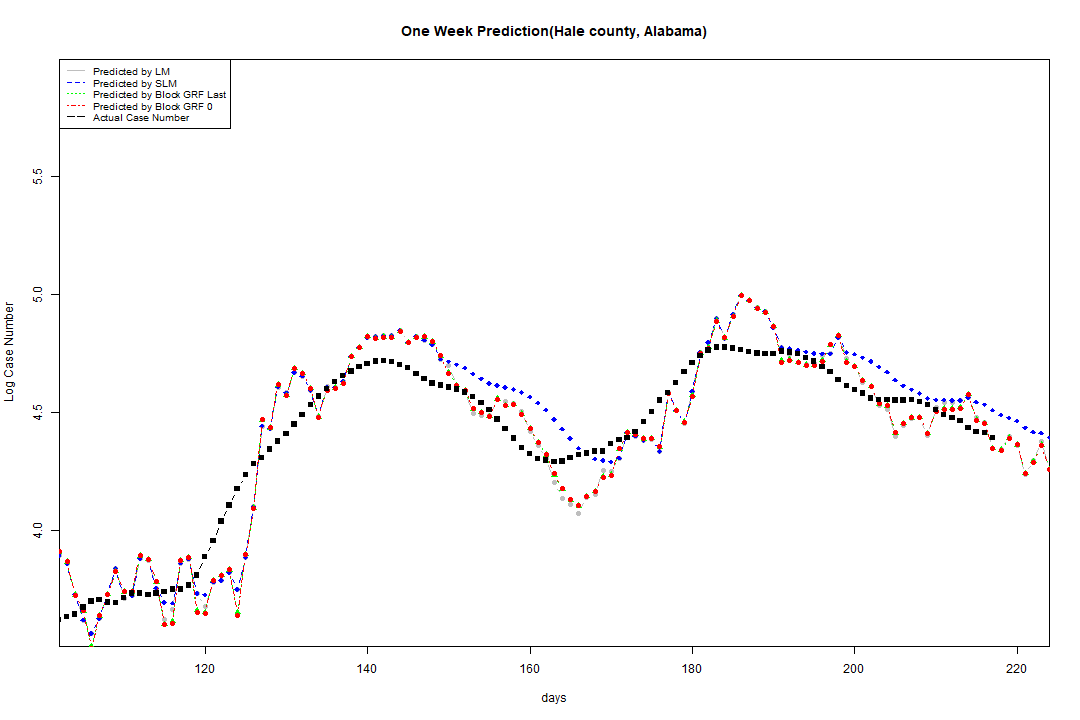 One Week Prediction(Hale county, Alabama)
Predicted by LM
Predicted by SLM
Predicted by Block GRF Last
Predicted by Block GRF 0
Actual Case Number
5.5
5.0
4.5
4.0
Log Case Number
120 140 160 180 200 220
days